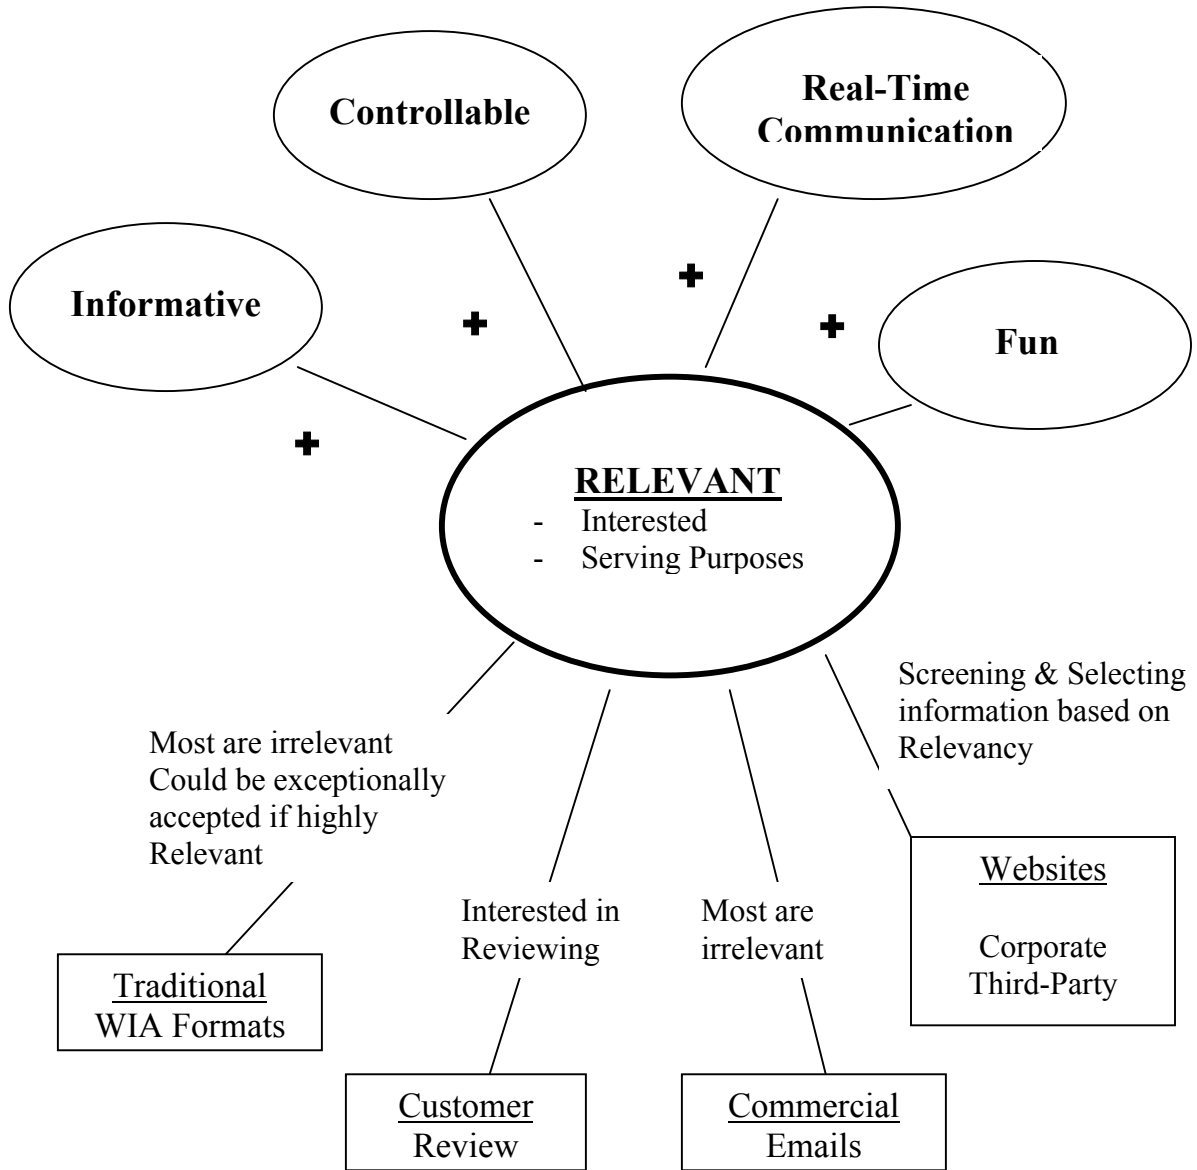 Controllable
Real-Time
Communication
Informative
Fun
RELEVANT
- Interested
- Serving Purposes
Screening & Selecting
information based on
Relevancy
Most are irrelevant
Could be exceptionally
accepted if highly
Relevant
Interested in
Reviewing
Most are
irrelevant
Websites
Corporate
Third-Party
Traditional
WIA Formats
Customer
Review
Commercial
Emails